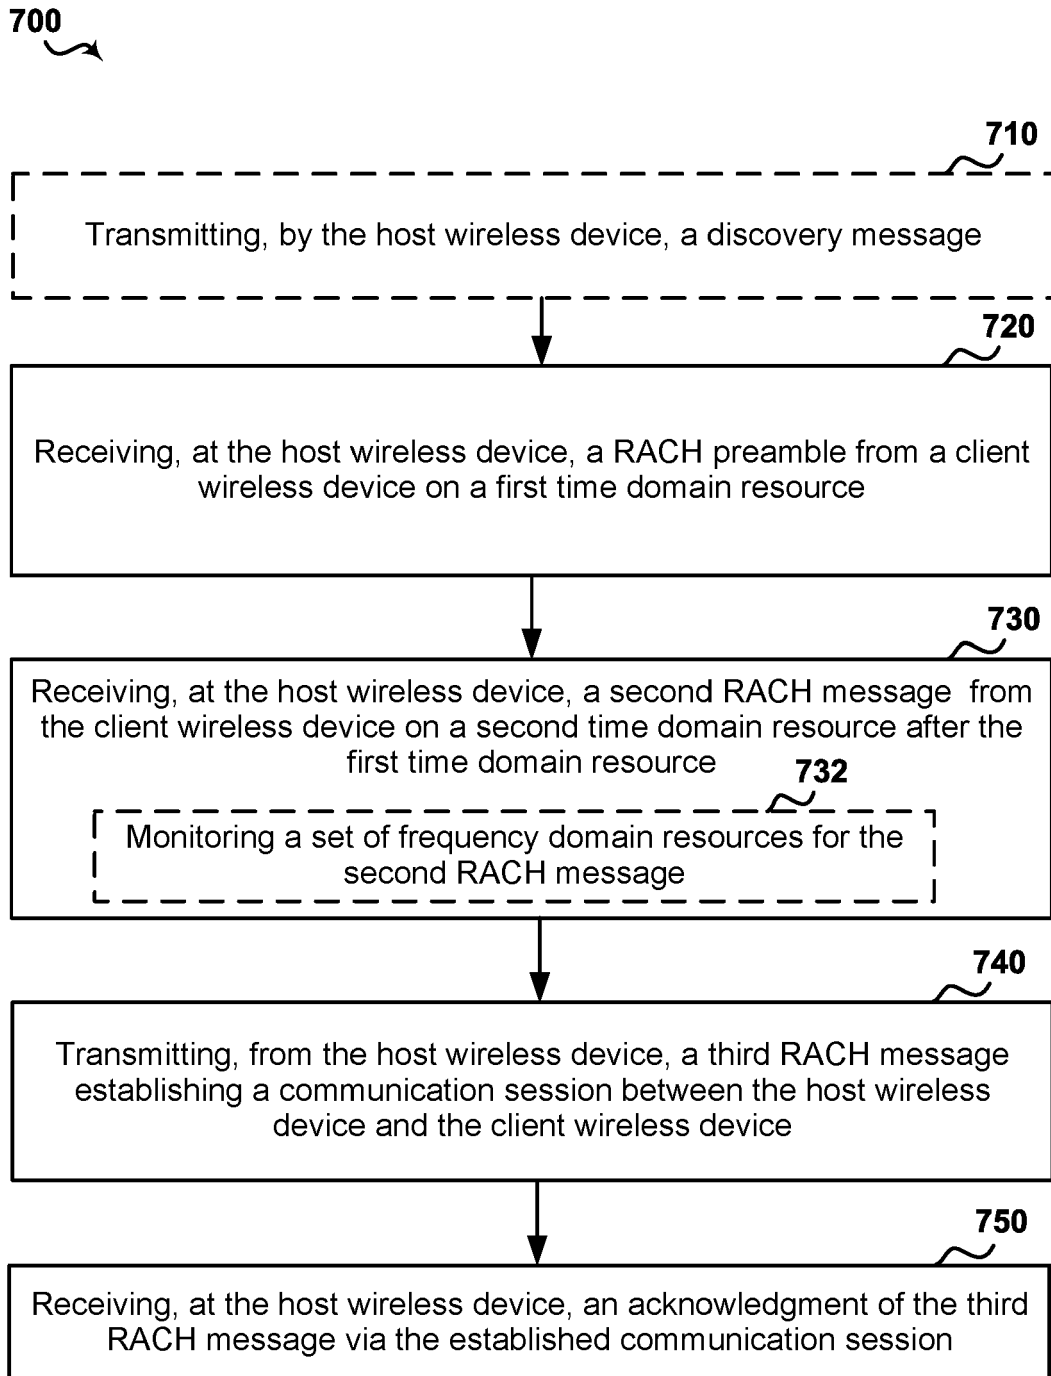 700
710
Transmitting, by the host wireless device, a discovery message
720
Receiving, at the host wireless device, a RACH preamble from a client
wireless device on a first time domain resource
730
Receiving, at the host wireless device, a second RACH message from
the client wireless device on a second time domain resource after the
first time domain resource
732
Monitoring a set of frequency domain resources for the
second RACH message
740
Transmitting, from the host wireless device, a third RACH message
establishing a communication session between the host wireless
device and the client wireless device
750
Receiving, at the host wireless device, an acknowledgment of the third
RACH message via the established communication session